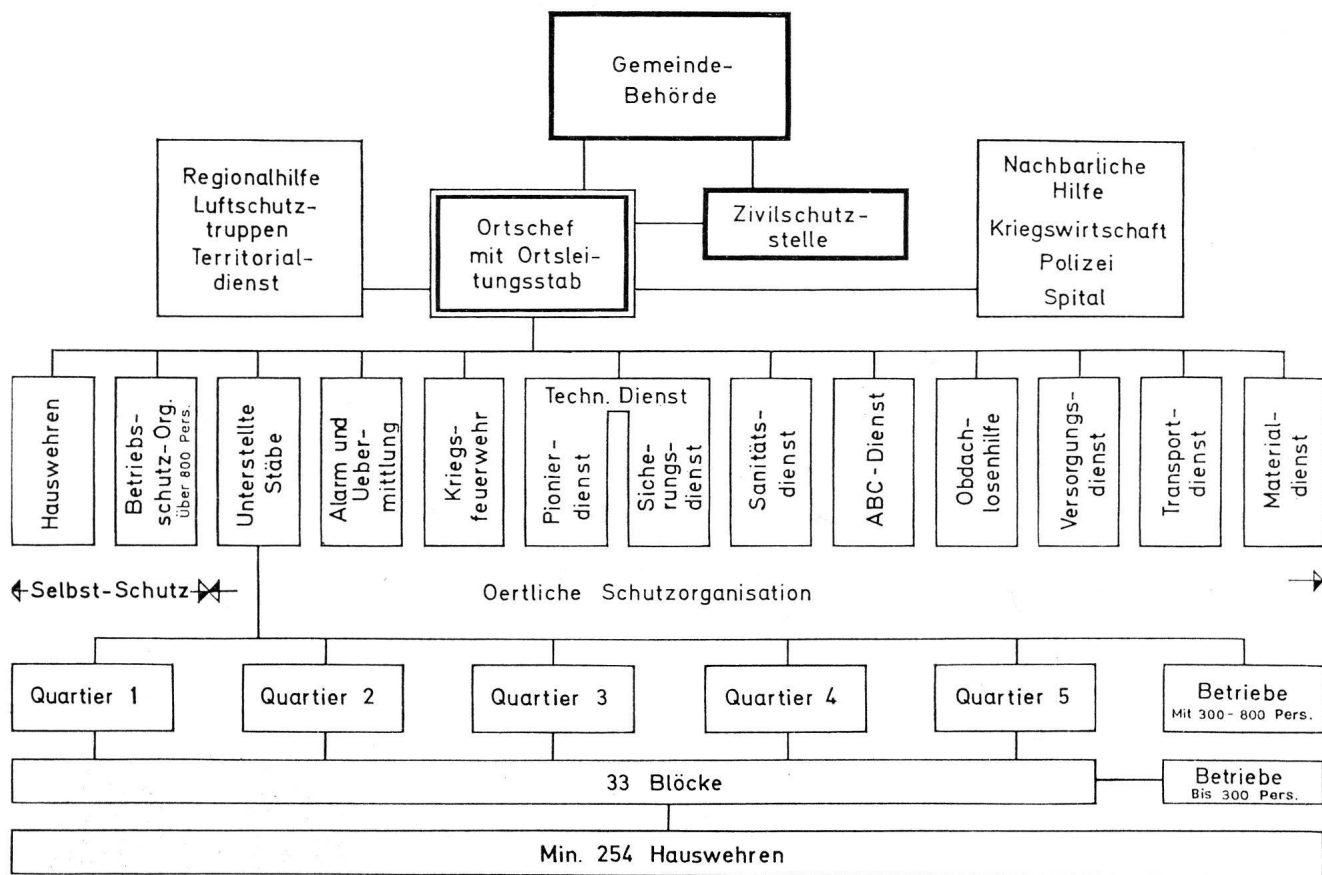 Gemeinde-
Behörde
Regionalhilfe
Luftschutz-
truppen
Territorial-
dienst
Ortschef
mit Ortslei-
tungsstab
Zivilschutz-
stelle
Nachbarliche
Hilfe
Kriegswirtschaft
Polizei
Spital
Hauswehren
Betriebs-
schutz-Org.
Über 800 Pers.
Unterstellte
Stäbe
Alarm und
Ueber-
mittlung
Kriegs-
feuerwehr
Techn. Dienst
Pionier-
dienst
Siche-
rungs-
dienst
Sanitäts-
dienst
ABC-Dienst
Obdach-
losenhilfe
Versorgungs-
dienst
Transport-
dienst
Material-
dienst
Selbst-Schutz
Oertliche Schutzorganisation
Quartier 1
Quartier 2
Quartier 3
Quartier 4
Quartier 5
Betriebe
Mit 300-800 Pers.
33 Blöcke
Betriebe
Bis 300 Pers.
Min. 254 Hauswehren